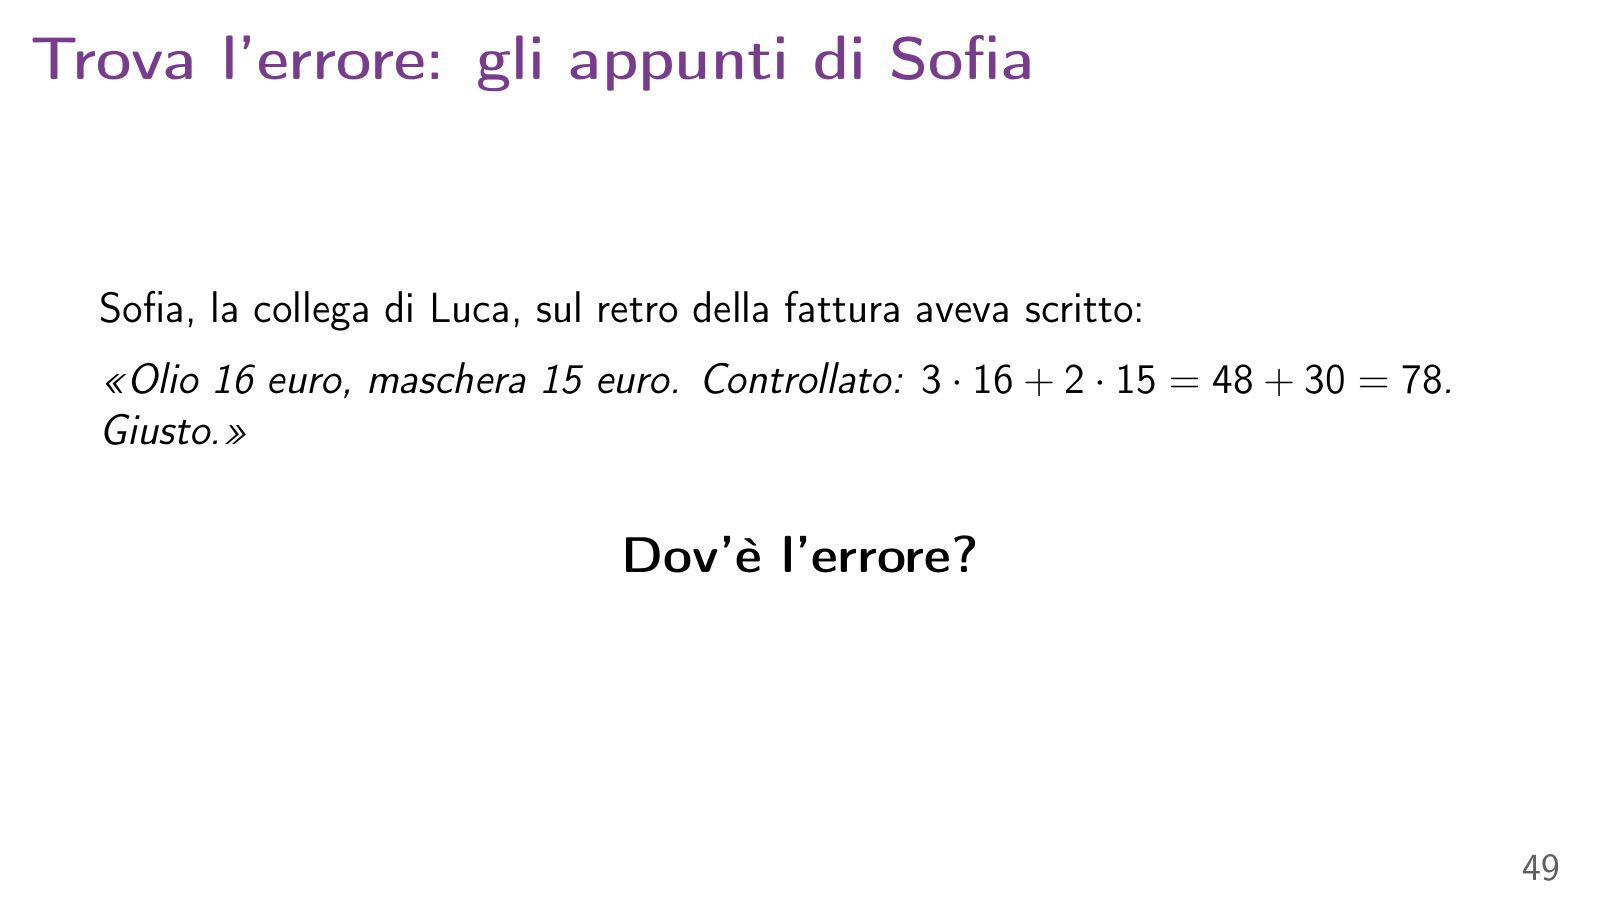 Trova l'errore: gli appunti di Sofia
Sofia, la collega di Luca, sul retro della fattura aveva scritto:
«Olio 16 euro, maschera 15 euro. Controllato: 3 · 16 + 2 · 15 = 48 + 30 = 78.
Giusto.»
Dov'è l'errore?
49